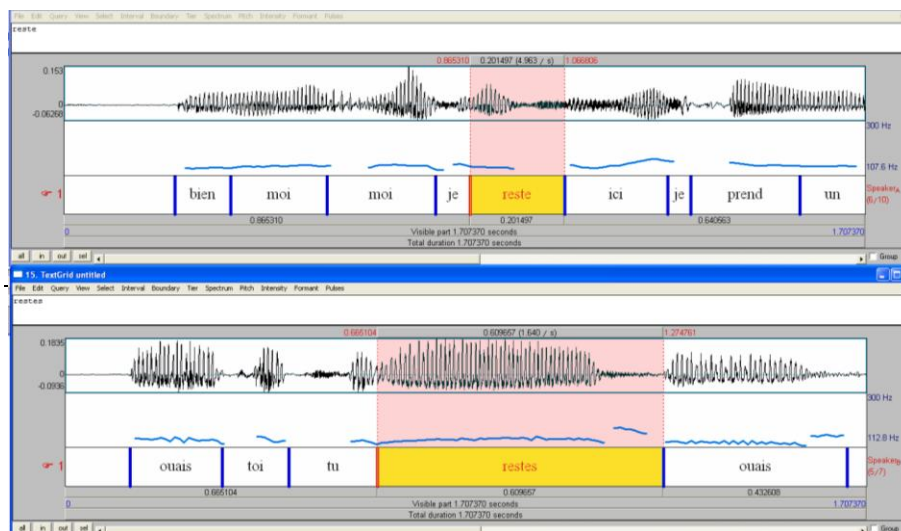 File Edit Query View Select Interval Boundary Tier Spectrum Pitch Intensity Formant Pulses
reste
0.865310 0.201497 (4.963 / s) 1.066806
0.153
0
-0.06268
300 Hz
107.6 Hz
1 bien moi moi je reste ici je prend un Speaker A (6/10)
0.865310 0.201497 0.640563
0 Visible part 1.707370 seconds 1.707370
Total duration 1.707370 seconds
all in out sel Group
15. TextGrid untitled
File Edit Query View Select Interval Boundary Tier Spectrum Pitch Intensity Formant Pulses
restes
0.665104 0.609657 (1.640 / s) 1.274761
0.1835
0
-0.0936
300 Hz
112.8 Hz
1 ouais toi tu restes ouais Speaker B (5/7)
0.665104 0.609657 0.432608
0 Visible part 1.707370 seconds 1.707370
Total duration 1.707370 seconds
all in out sel Group